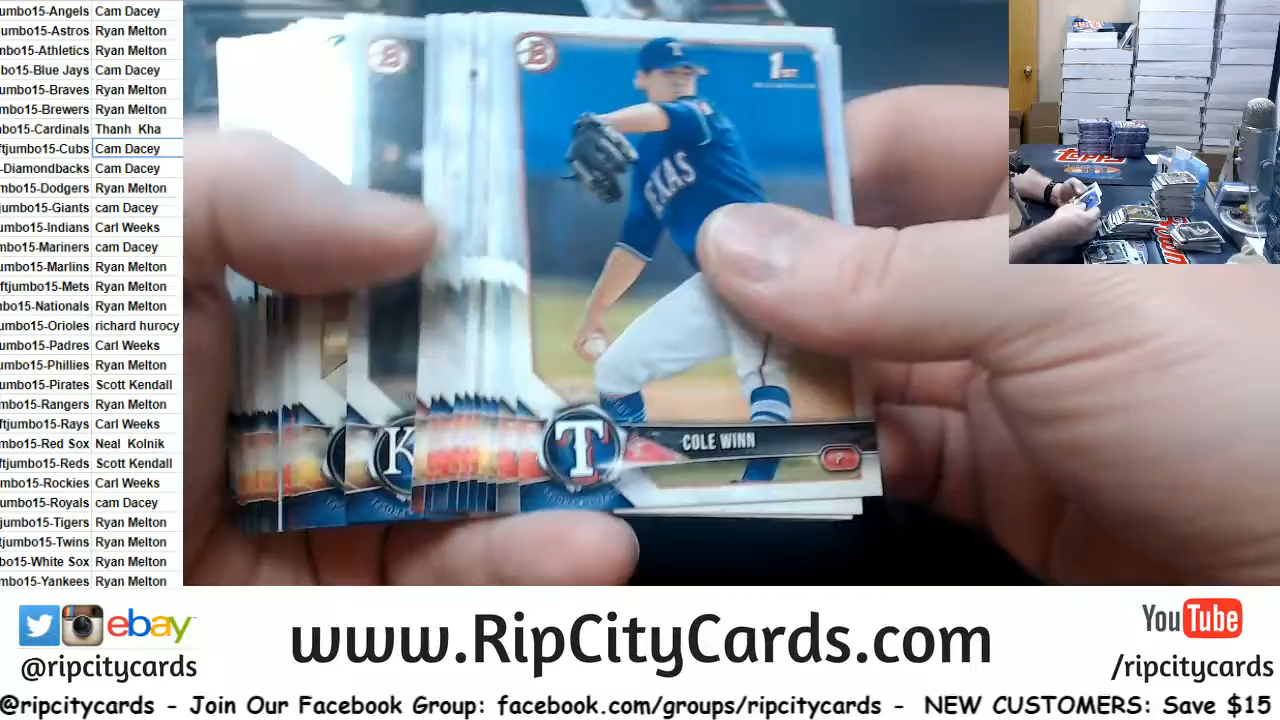 umbo15-Angels Cam Dacey
umbo15-Astros Ryan Melton
umbo15-Athletics Ryan Melton
bo15-Blue Jays Cam Dacey
umbo15-Braves Ryan Melton
umbo15-Brewers Ryan Melton
nbo15-Cardinals Thanh Kha
ftjumbo15-Cubs Cam Dacey
-Diamondbacks Cam Dacey
umbo15-Dodgers Ryan Melton
jumbo15-Giants cam Dacey
umbo15-Indians Carl Weeks
mbo15-Mariners cam Dacey
umbo15-Marlins Ryan Melton
ftjumbo15-Mets Ryan Melton
nbo15-Nationals Ryan Melton
umbo15-Orioles richard hurocy
umbo15-Padres Carl Weeks
umbo15-Phillies Ryan Melton
umbo15-Pirates Scott Kendall
umbo15-Rangers Ryan Melton
ftjumbo15-Rays Carl Weeks
mbo15-Red Sox Neal Kolnik
ftjumbo15-Reds Scott Kendall
mbo15-Rockies Carl Weeks
umbo15-Royals cam Dacey
jumbo15-Tigers Ryan Melton
tjumbo15-Twins Ryan Melton
bo15-White Sox Ryan Melton
mbo15-Yankees Ryan Melton
B
B
1ST
T
EXAS
K
T
COLE WINN
P
Topps
ebay
@ripcitycards
www.RipCityCards.com
YouTube
/ripcitycards
@ripcitycards - Join Our Facebook Group: facebook.com/groups/ripcitycards - NEW CUSTOMERS: Save $15